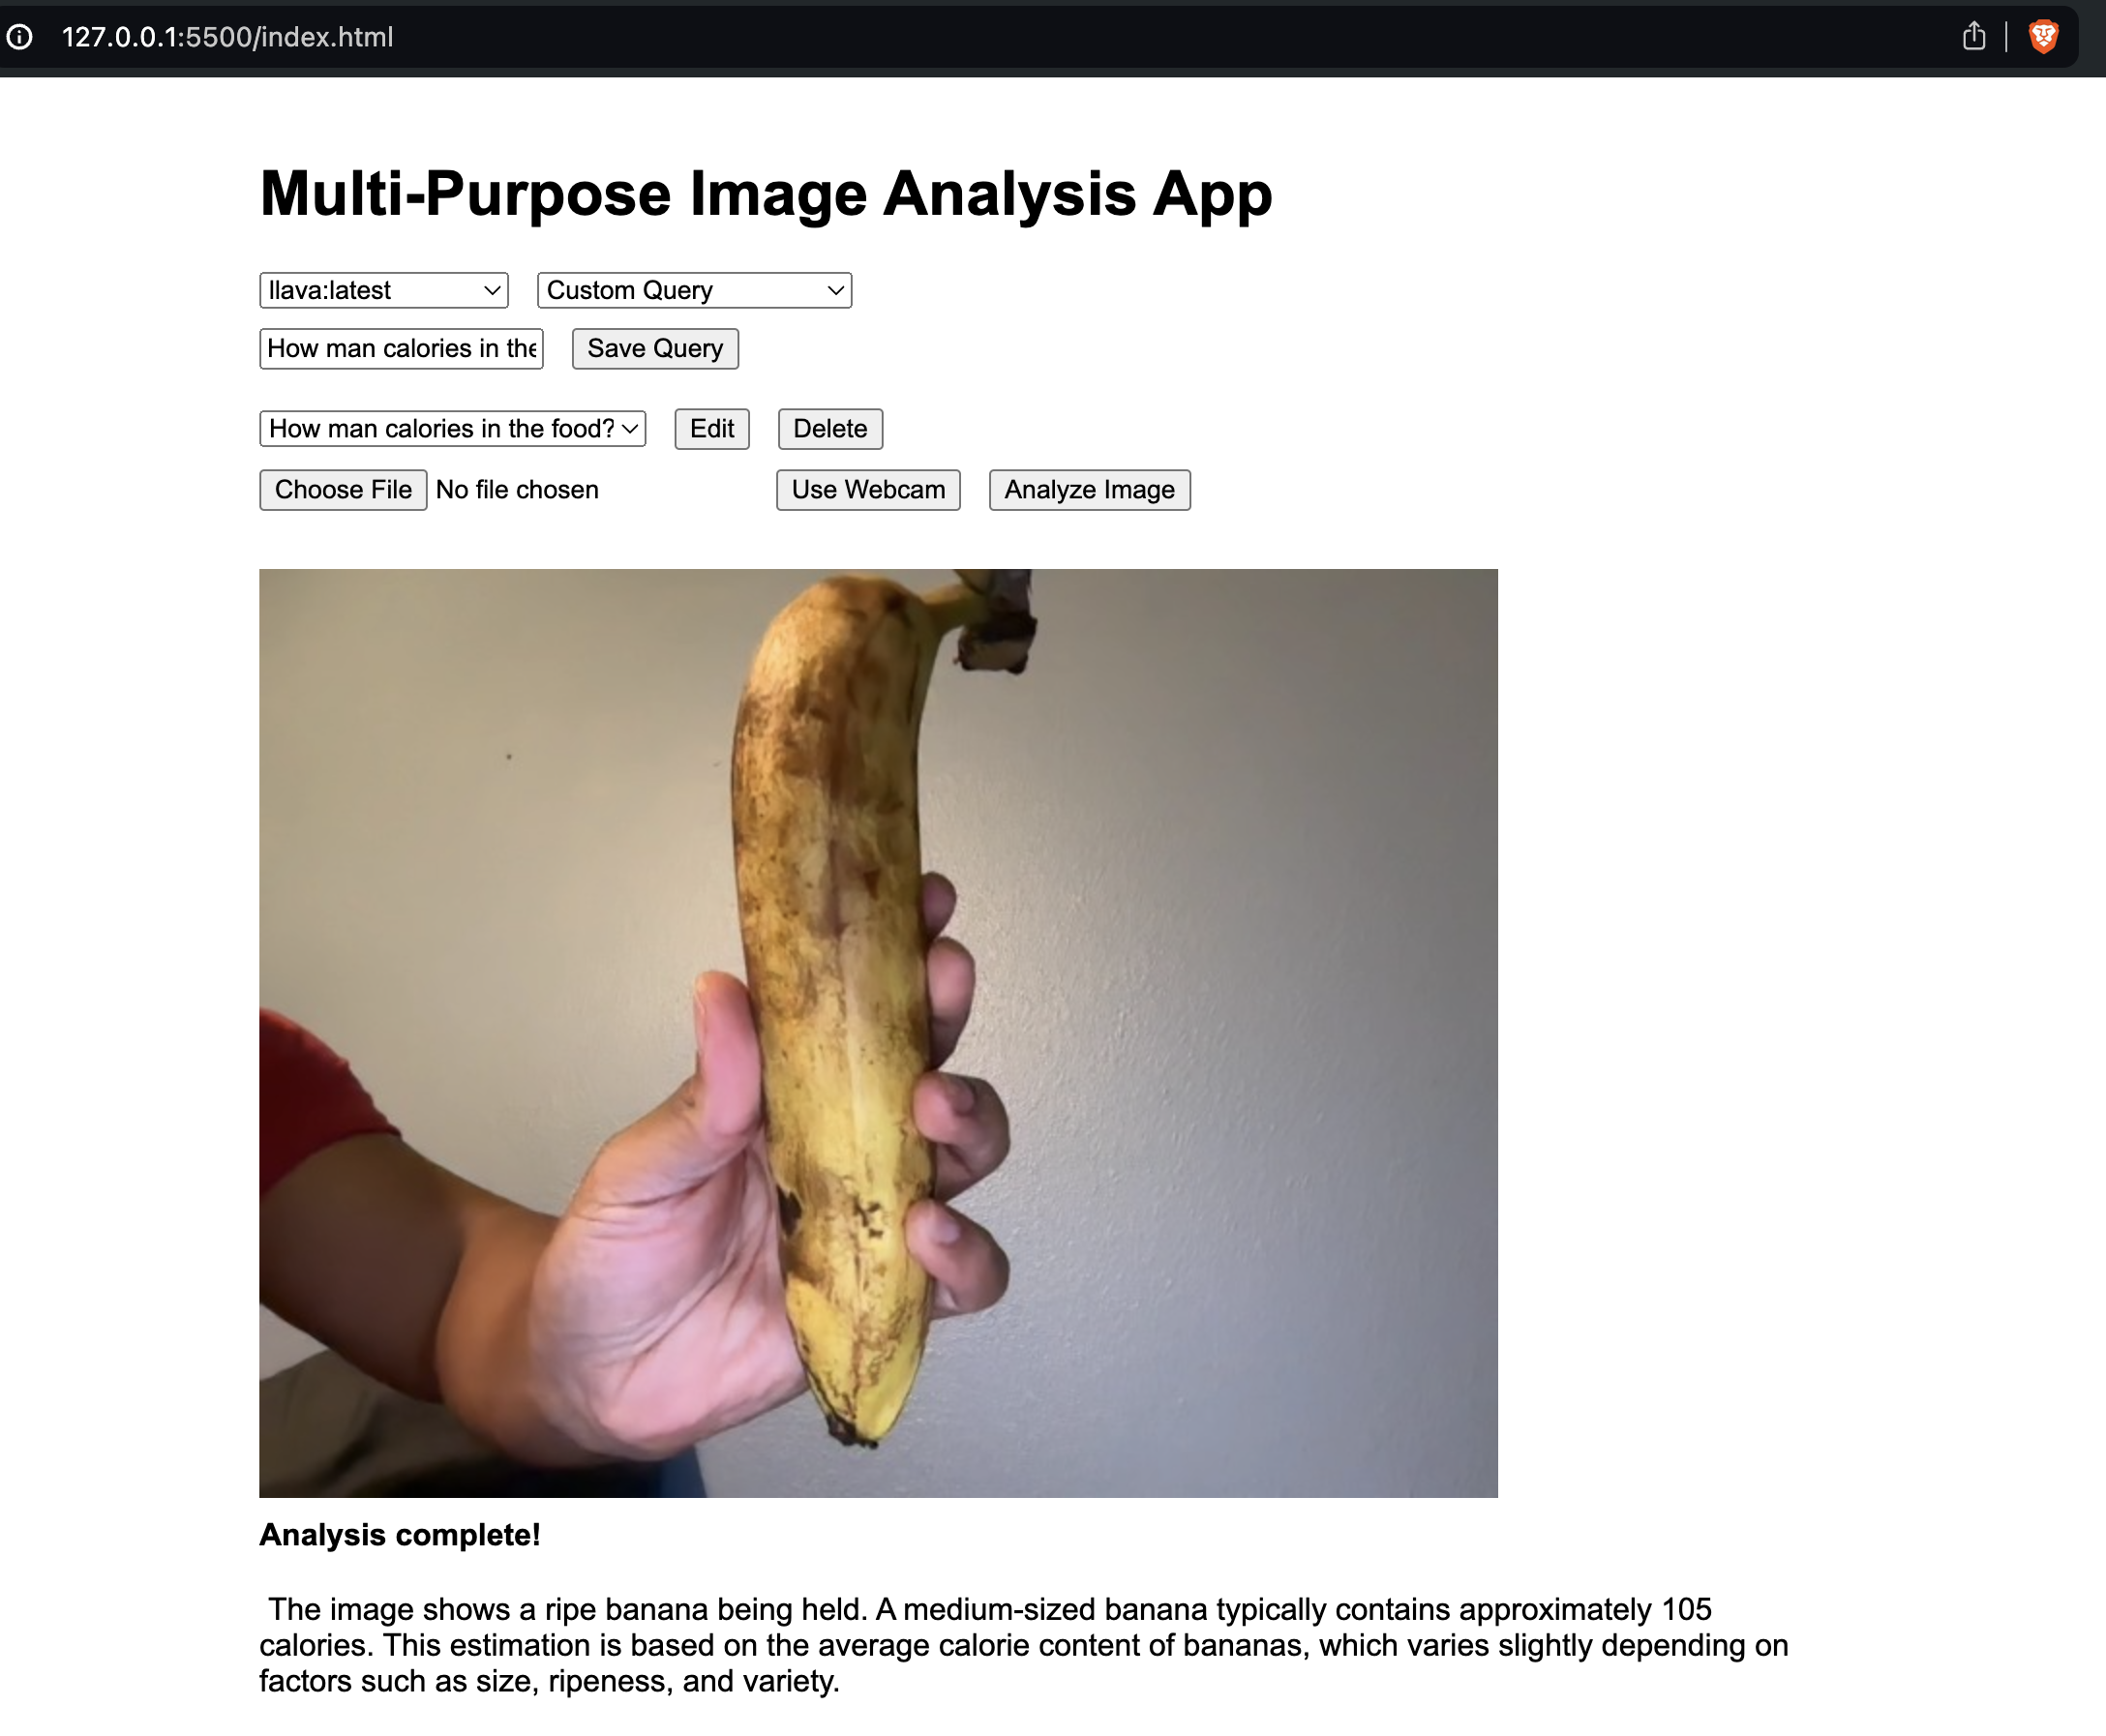 127.0.0.1:5500/index.html
Multi-Purpose Image Analysis App
llava:latest Custom Query
How man calories in the Save Query
How man calories in the food? Edit Delete
Choose File No file chosen Use Webcam Analyze Image
Analysis complete!
The image shows a ripe banana being held. A medium-sized banana typically contains approximately 105
calories. This estimation is based on the average calorie content of bananas, which varies slightly depending on
factors such as size, ripeness, and variety.